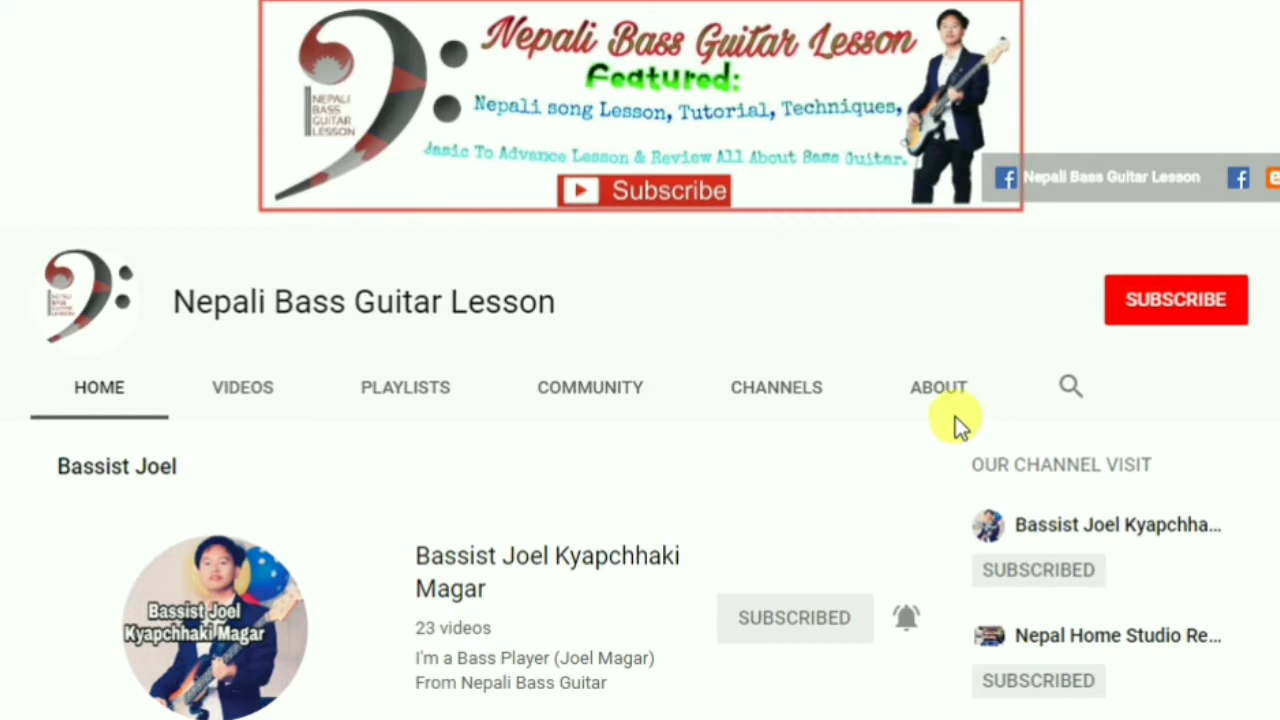 Nepali Bass Guitar Lesson
Featured:
NEPALI
BASS
GUITAR
LESSON
Nepali song Lesson, Tutorial, Techniques,
Basic To Advance Lesson & Review All About Bass Guitar.
Subscribe
Nepali Bass Guitar Lesson
Nepali Bass Guitar Lesson
SUBSCRIBE
HOME VIDEOS PLAYLISTS COMMUNITY CHANNELS ABOUT
Bassist Joel
OUR CHANNEL VISIT
Bassist Joel Kyapchha...
SUBSCRIBED
Nepal Home Studio Re...
SUBSCRIBED
Bassist Joel
Kyapchhaki Magar
Bassist Joel Kyapchhaki
Magar
23 videos
I'm a Bass Player (Joel Magar)
From Nepali Bass Guitar
SUBSCRIBED